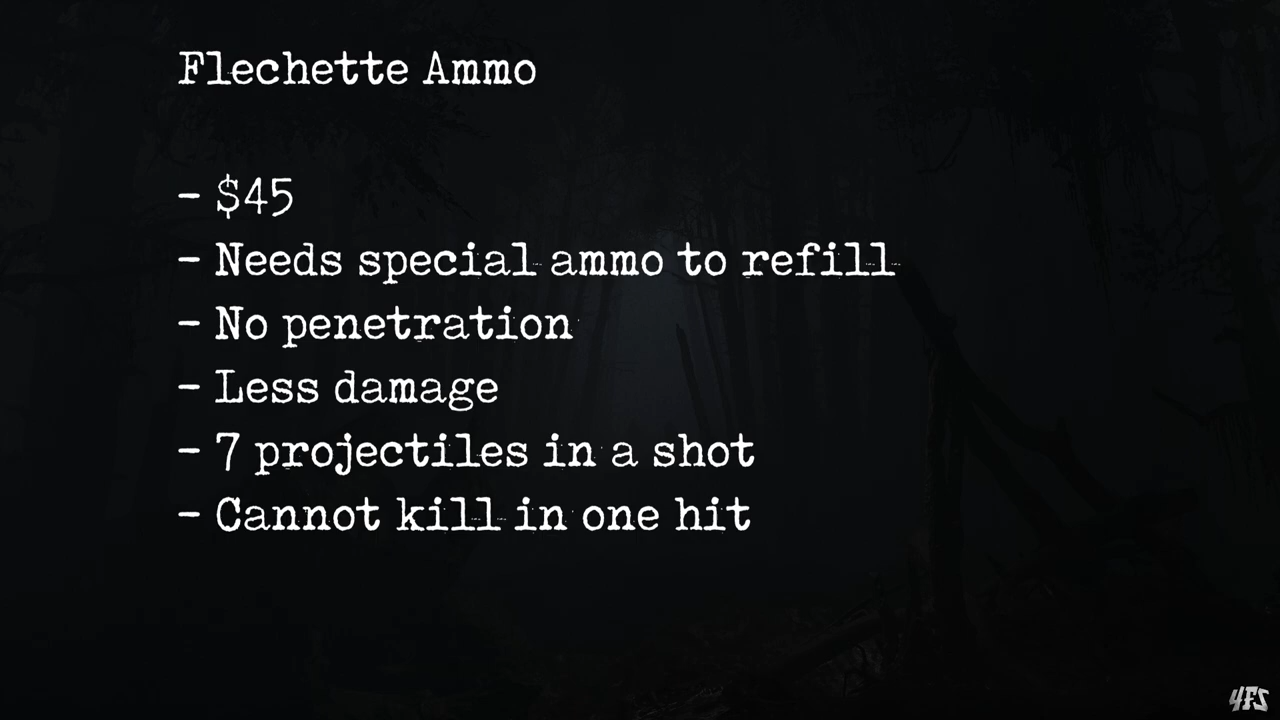 Flechette Ammo
- $45
- Needs special ammo to refill
- No penetration
- Less damage
- 7 projectiles in a shot
- Cannot kill in one hit
4FS